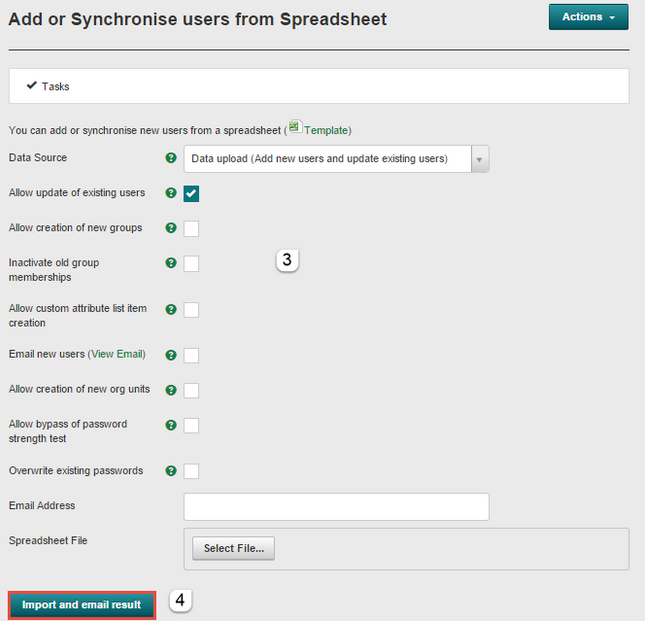 Add or Synchronise users from Spreadsheet
Actions
Tasks
You can add or synchronise new users from a spreadsheet ( Template)
Data Source ? Data upload (Add new users and update existing users)
Allow update of existing users ?
Allow creation of new groups ?
Inactivate old group
memberships ?
3
Allow custom attribute list item
creation ?
Email new users (View Email) ?
Allow creation of new org units ?
Allow bypass of password
strength test ?
Overwrite existing passwords ?
Email Address
Spreadsheet File
Select File...
Import and email result
4